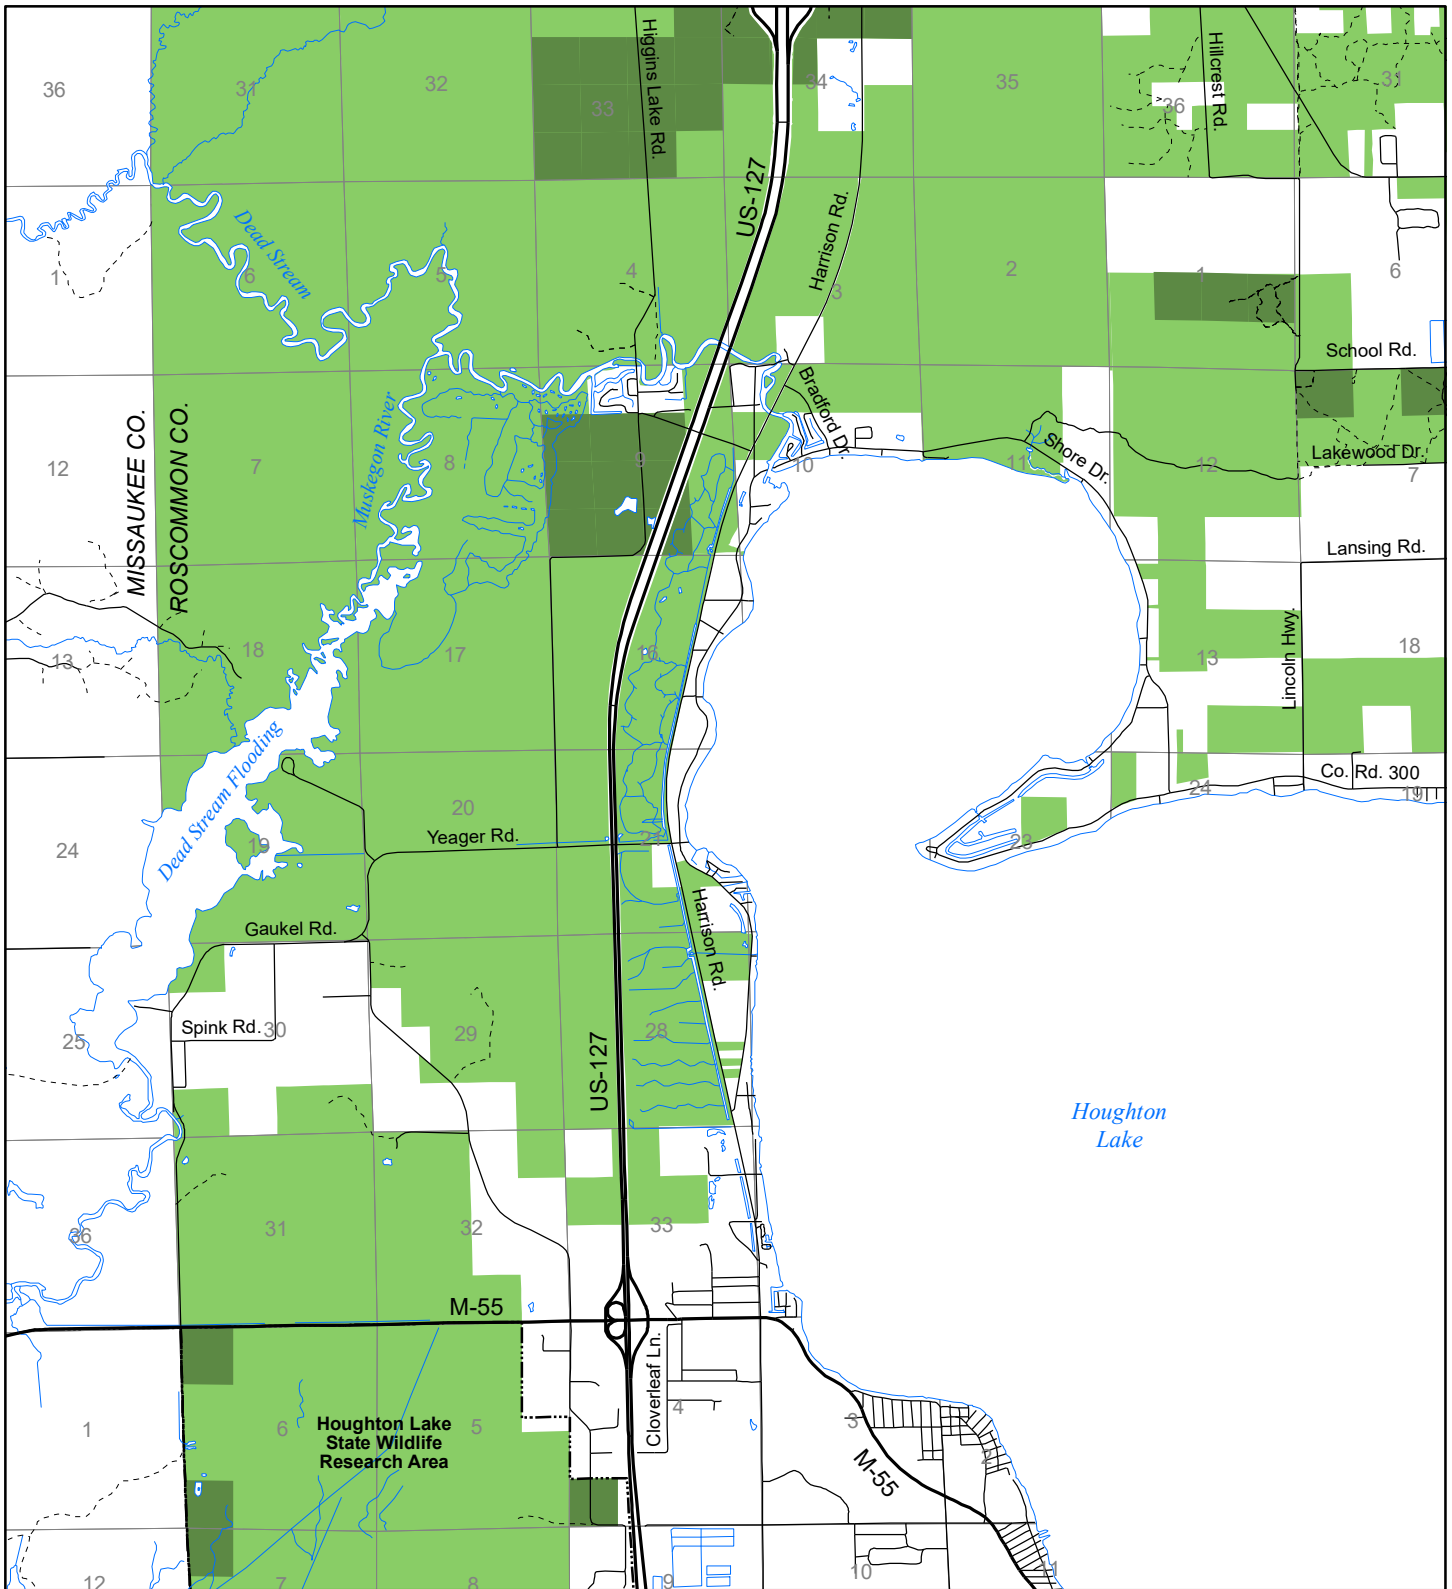 36
31
32
33
34
35
36
31
Higgins Lake Rd.
Hillcrest Rd.
US-127
Harrison Rd.
Dead Stream
1
6
5
4
3
2
1
6
School Rd.
MISSAUKEE CO.
ROSCOMMON CO.
Muskegon River
Bradford Dr.
Shore Dr.
12
7
8
9
10
11
12
Lakewood Dr.
7
Lansing Rd.
13
18
17
16
13
Lincoln Hwy.
18
Dead Stream Flooding
Co. Rd. 300
24
19
20
Yeager Rd.
21
23
24
19
Gaukel Rd.
Harrison Rd.
25
Spink Rd.
30
29
US-127
28
Houghton
Lake
36
31
32
33
M-55
Cloverleaf Ln.
1
6
Houghton Lake
State Wildlife
Research Area
5
4
3
2
M-55
12
7
8
9
10
11